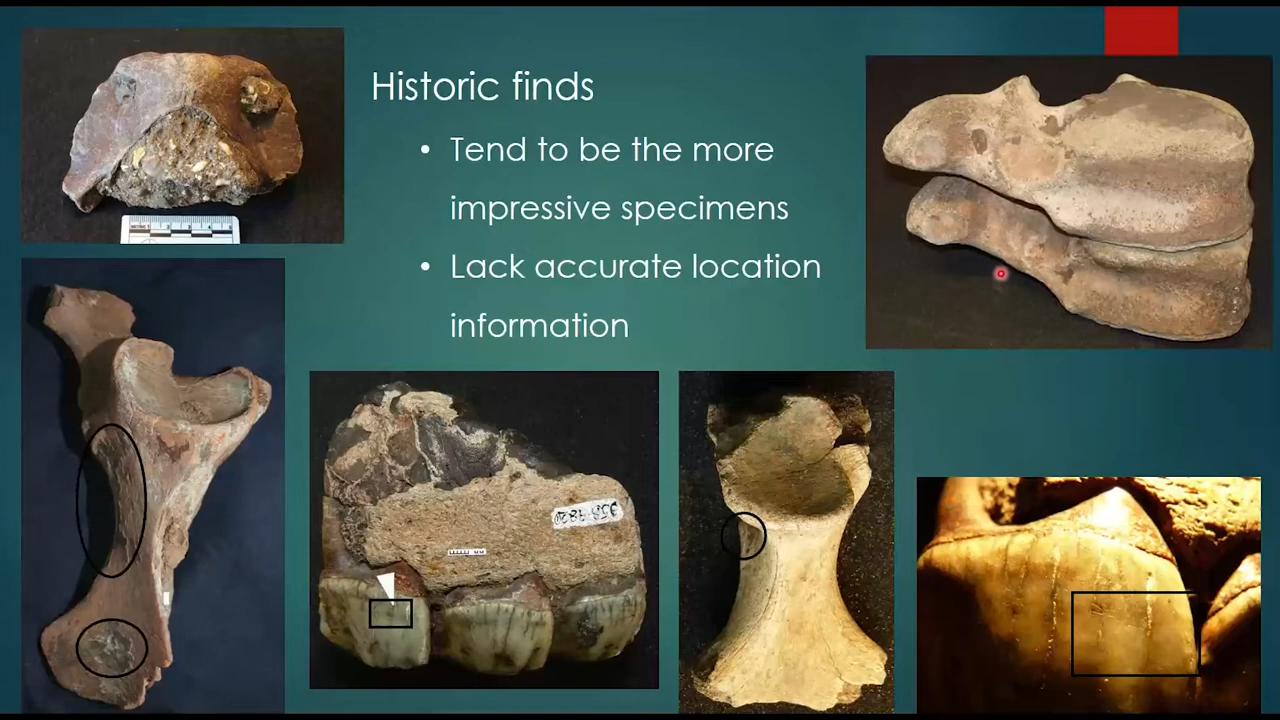 Historic finds
• Tend to be the more
impressive specimens
• Lack accurate location
information